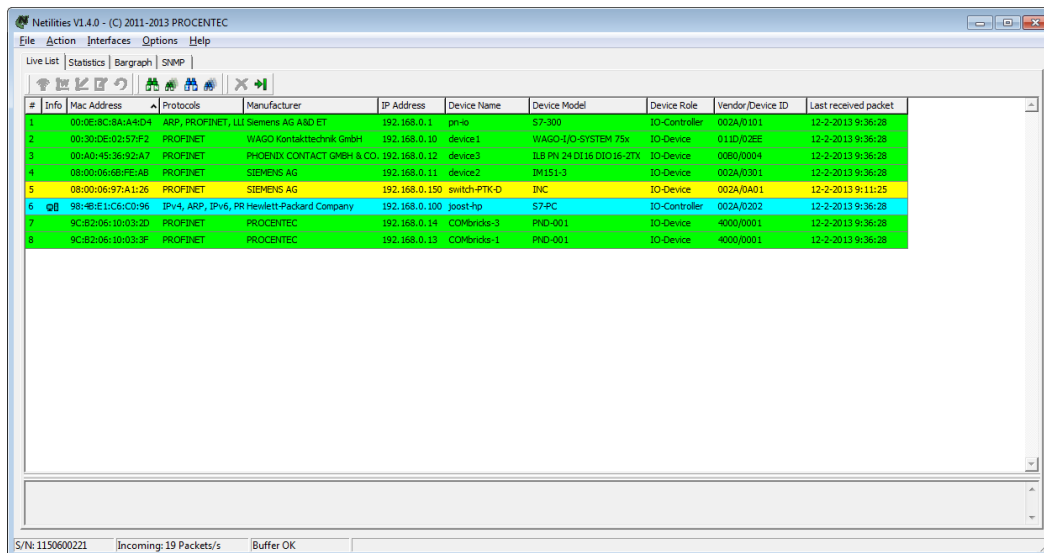 Netilities V1.4.0 - (C) 2011-2013 PROCENTEC
File Action Interfaces Options Help
Live List Statistics Bargraph SNMP
# Info Mac Address Protocols Manufacturer IP Address Device Name Device Model Device Role Vendor/Device ID Last received packet
1 00:0E:8C:8A:A4:D4 ARP, PROFINET, LLI Siemens AG A&D ET 192.168.0.1 pn-io S7-300 IO-Controller 002A/0101 12-2-2013 9:36:28
2 00:30:DE:02:57:F2 PROFINET WAGO Kontakttechnik GmbH 192.168.0.10 device1 WAGO-I/O-SYSTEM 75x IO-Device 011D/02EE 12-2-2013 9:36:28
3 00:A0:45:36:92:A7 PROFINET PHOENIX CONTACT GMBH & CO. 192.168.0.12 device3 ILB PN 24 DI16 DIO16-2TX IO-Device 00B0/0004 12-2-2013 9:36:28
4 08:00:06:6B:FE:AB PROFINET SIEMENS AG 192.168.0.11 device2 IM151-3 IO-Device 002A/0301 12-2-2013 9:36:28
5 08:00:06:97:A1:26 PROFINET SIEMENS AG 192.168.0.150 switch-PTK-D INC IO-Device 002A/0A01 12-2-2013 9:11:25
6 98:4B:E1:C6:C0:96 IPv4, ARP, IPv6, PR Hewlett-Packard Company 192.168.0.100 joost-hp S7-PC IO-Controller 002A/0202 12-2-2013 9:36:28
7 9C:B2:06:10:03:2D PROFINET PROCENTEC 192.168.0.14 COMbricks-3 PND-001 IO-Device 4000/0001 12-2-2013 9:36:28
8 9C:B2:06:10:03:3F PROFINET PROCENTEC 192.168.0.13 COMbricks-1 PND-001 IO-Device 4000/0001 12-2-2013 9:36:28
S/N: 1150600221 Incoming: 19 Packets/s Buffer OK